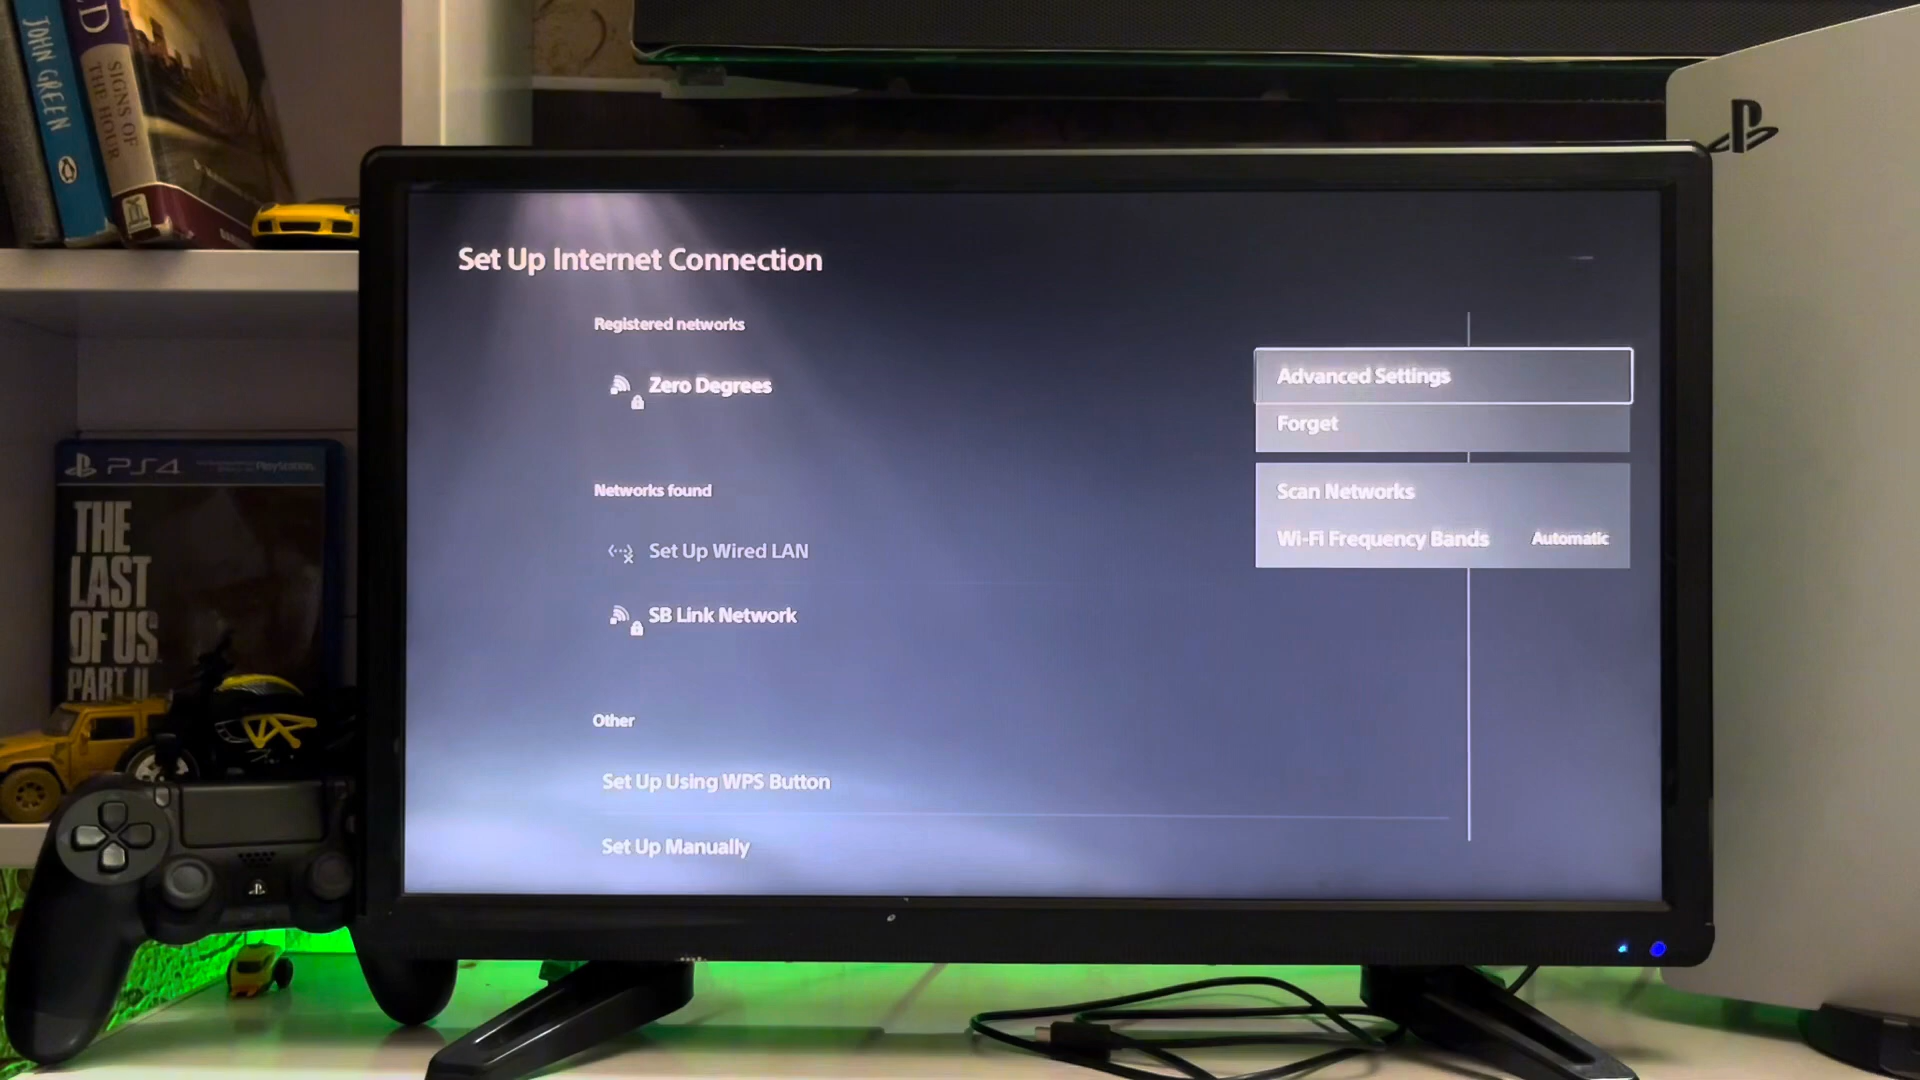 JOHN GREEN
SIGNS OF
THE HOUR
Set Up Internet Connection
Registered networks
Zero Degrees
Advanced Settings
Forget
Networks found
Scan Networks
Wi-Fi Frequency Bands Automatic
Set Up Wired LAN
SB Link Network
Other
Set Up Using WPS Button
Set Up Manually
PS4
PlayStation
THE
LAST
OF US
PART II